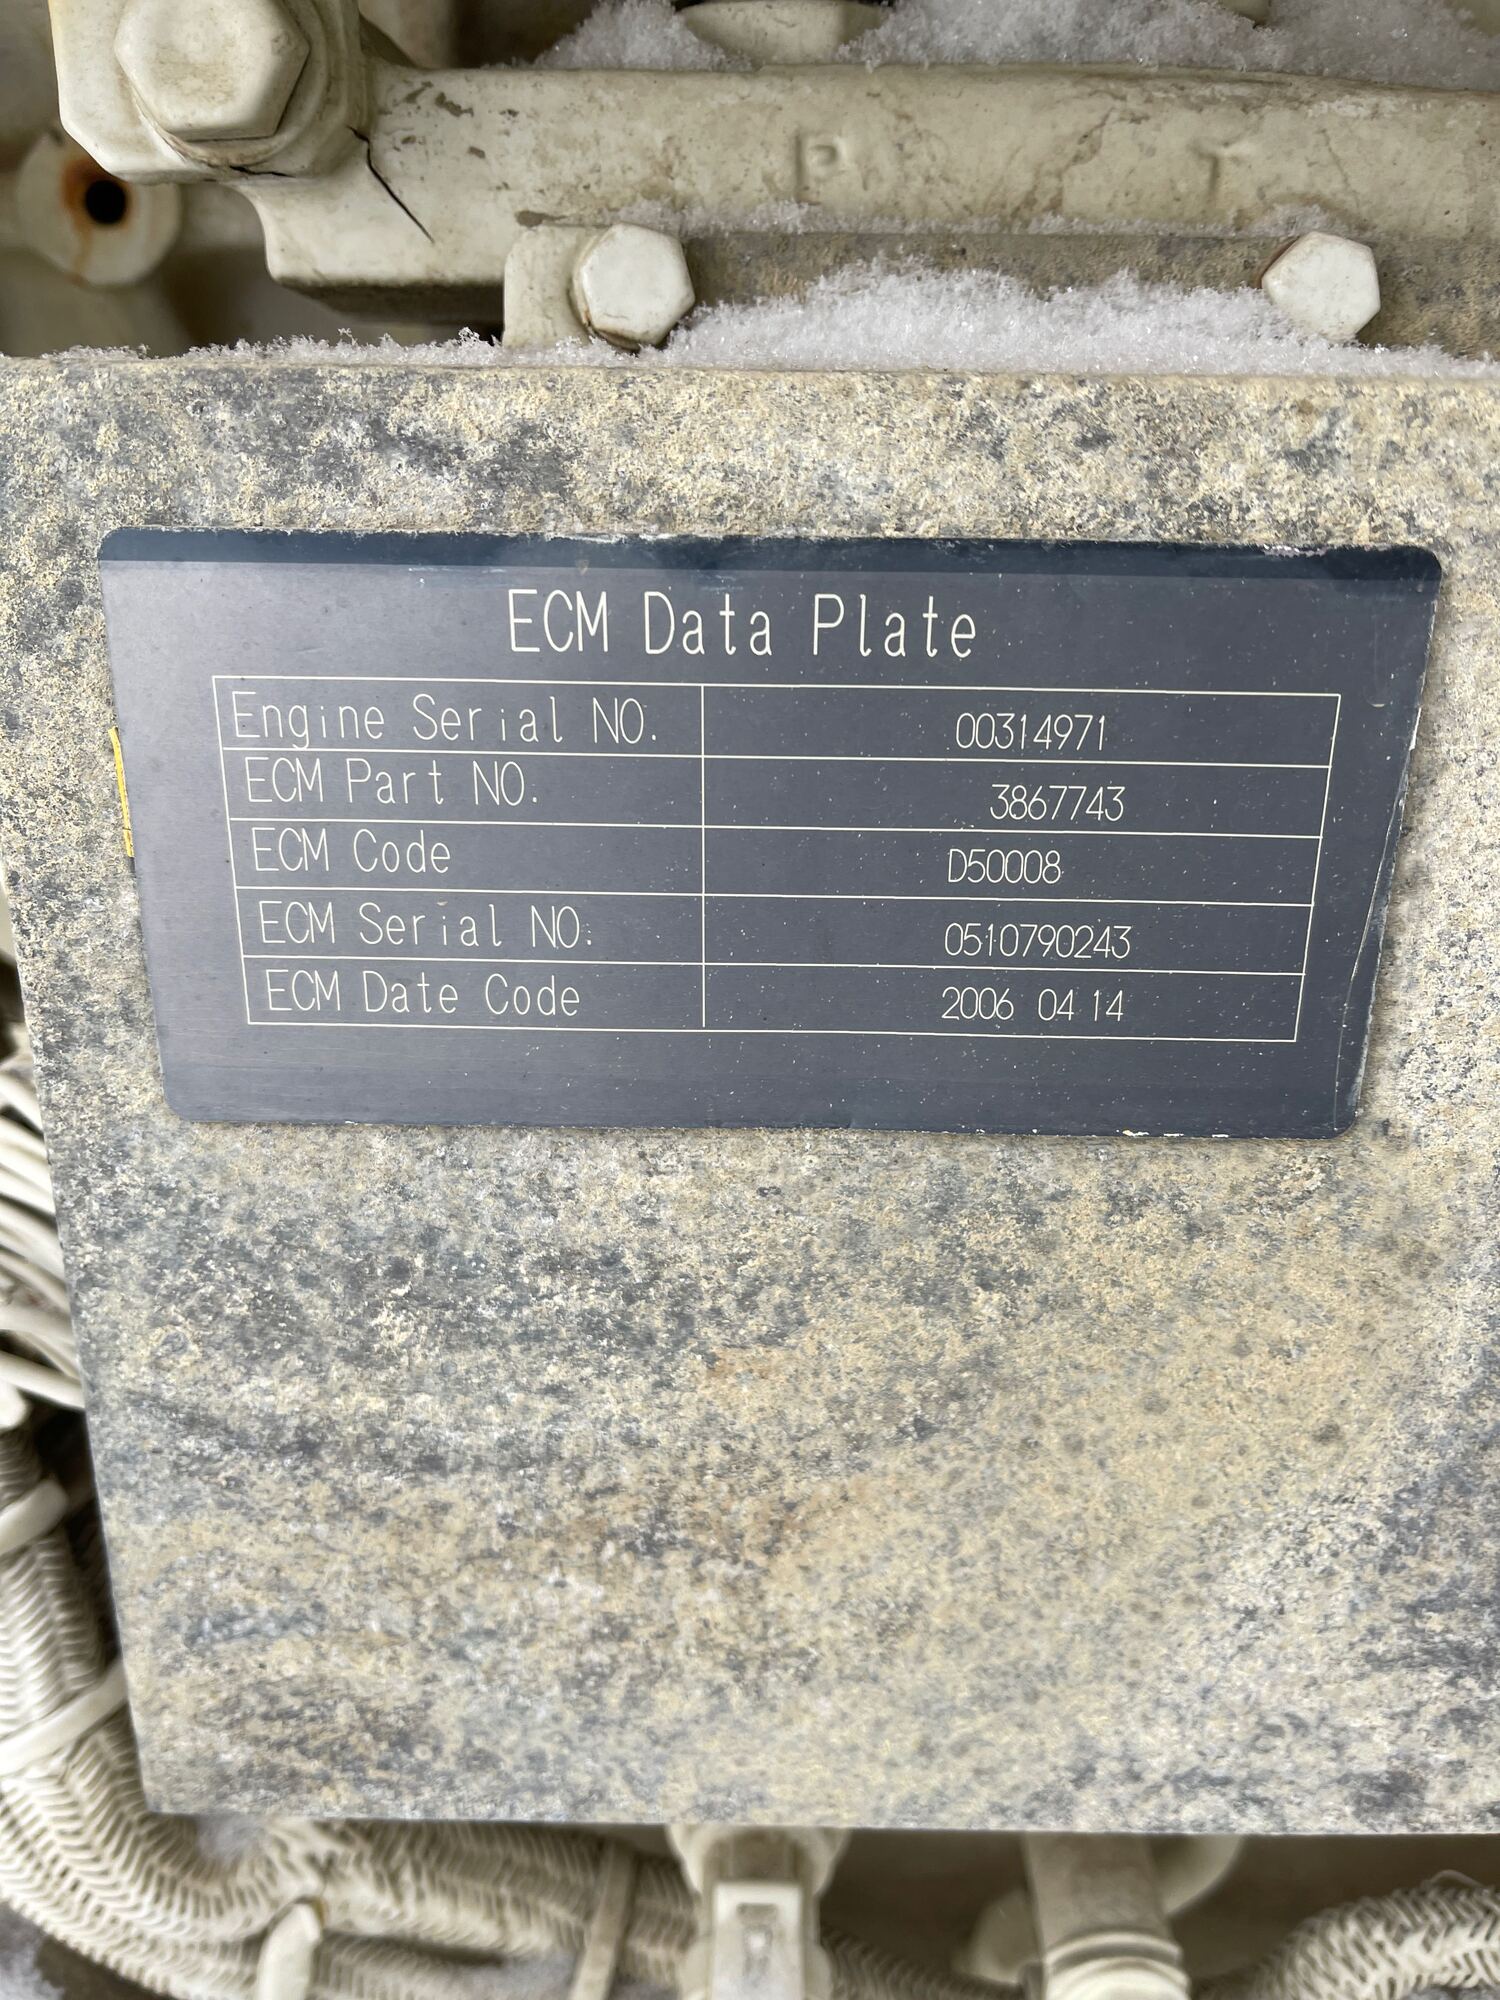 P T
ECM Data Plate
Engine Serial NO. 00314971
ECM Part NO. 3867743
ECM Code D50008
ECM Serial NO. 0510790243
ECM Date Code 2006 04 14